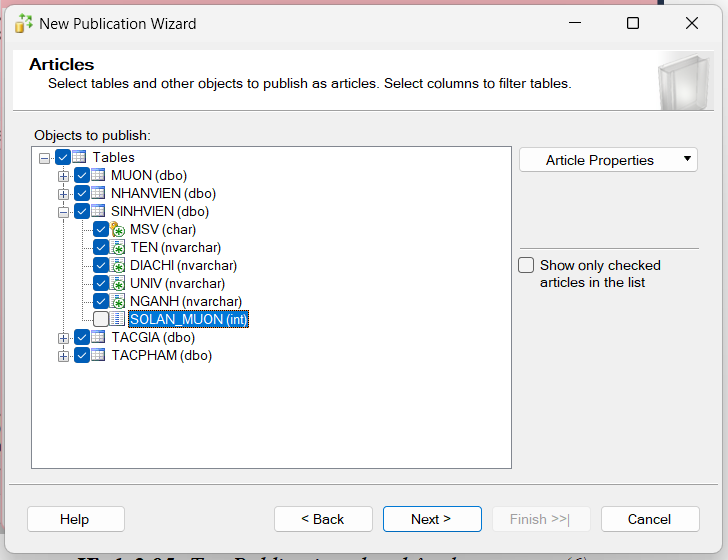 New Publication Wizard
Articles
Select tables and other objects to publish as articles. Select columns to filter tables.
Objects to publish:
Tables
MUON (dbo)
NHANVIEN (dbo)
SINHVIEN (dbo)
MSV (char)
TEN (nvarchar)
DIACHI (nvarchar)
UNIV (nvarchar)
NGANH (nvarchar)
SOLAN_MUON (int)
TACGIA (dbo)
TACPHAM (dbo)
Article Properties
Show only checked
articles in the list
Help
< Back
Next >
Finish >>|
Cancel